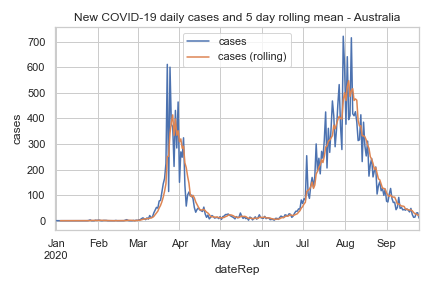 New COVID-19 daily cases and 5 day rolling mean - Australia
cases
cases (rolling)
700
600
500
400
300
200
100
0
cases
Jan Feb Mar Apr May Jun Jul Aug Sep
2020
dateRep